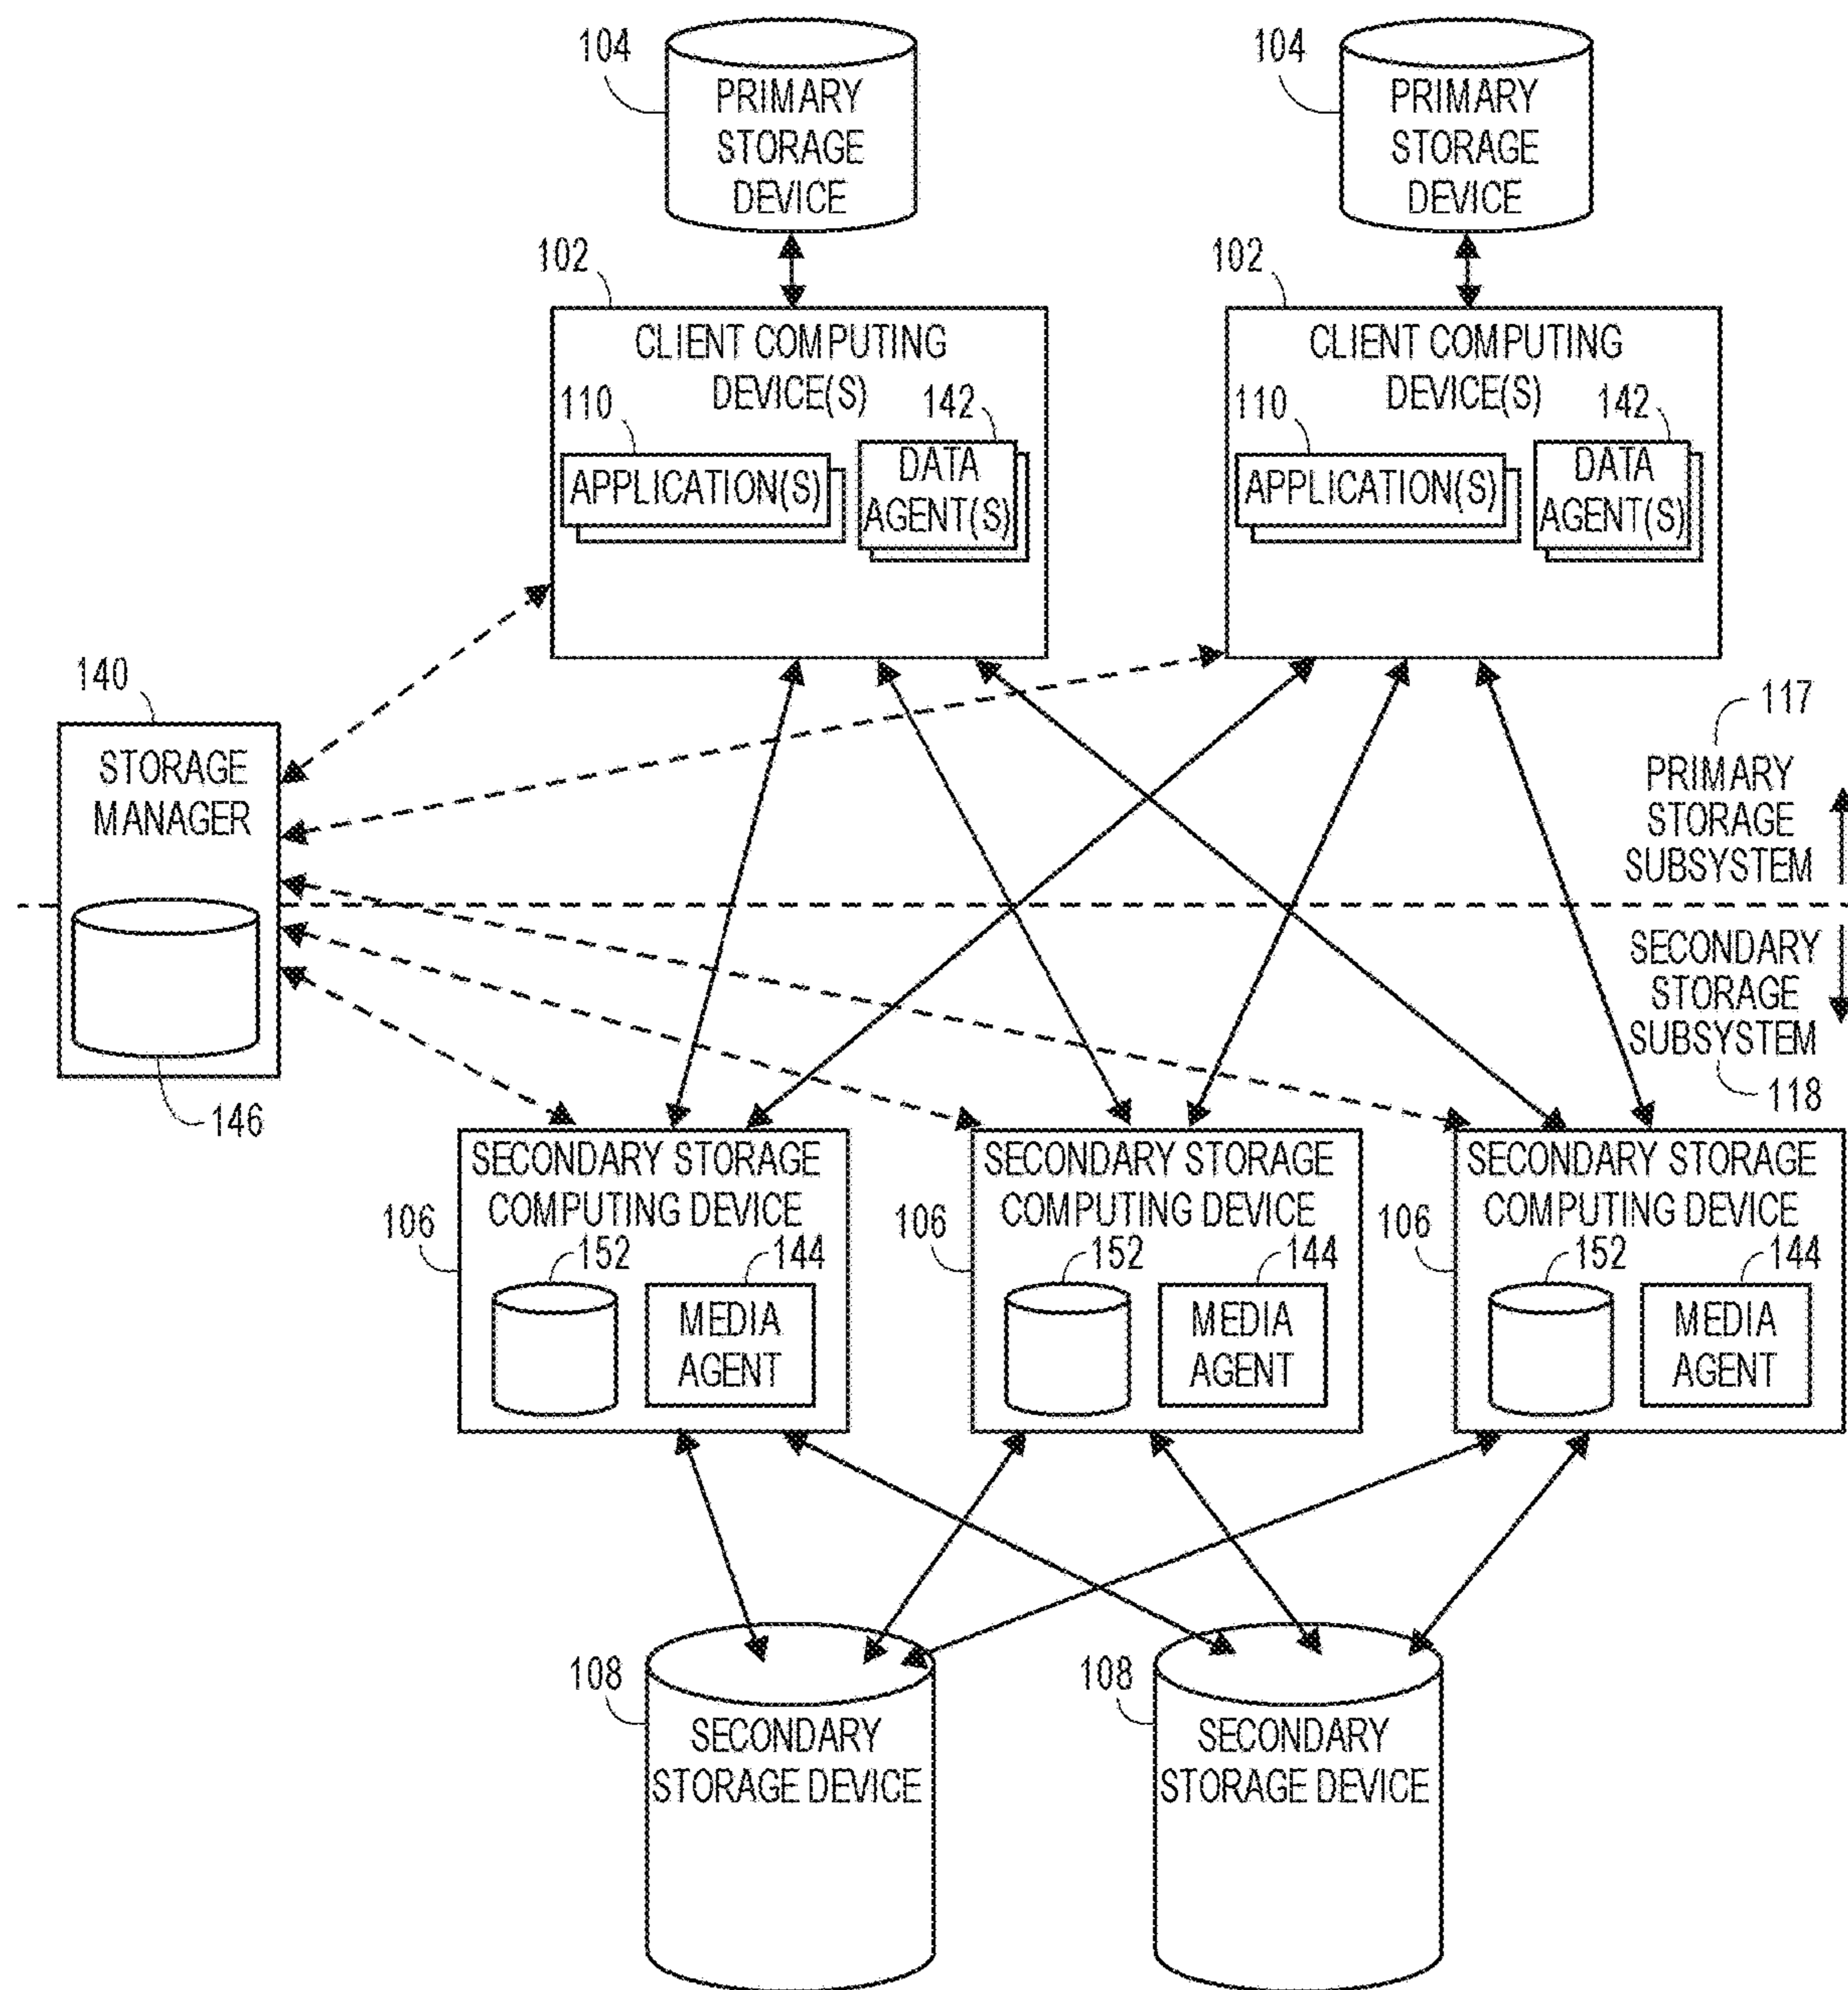 104
PRIMARY
STORAGE
DEVICE
104
PRIMARY
STORAGE
DEVICE
102
CLIENT COMPUTING
DEVICE(S)
110
142
APPLICATION(S)
DATA
AGENT(S)
102
CLIENT COMPUTING
DEVICE(S)
110
142
APPLICATION(S)
DATA
AGENT(S)
140
STORAGE
MANAGER
146
117
PRIMARY
STORAGE
SUBSYSTEM
SECONDARY
STORAGE
SUBSYSTEM
118
SECONDARY STORAGE
COMPUTING DEVICE
106
152
144
MEDIA
AGENT
SECONDARY STORAGE
COMPUTING DEVICE
106
152
144
MEDIA
AGENT
SECONDARY STORAGE
COMPUTING DEVICE
106
152
144
MEDIA
AGENT
108
SECONDARY
STORAGE DEVICE
108
SECONDARY
STORAGE DEVICE